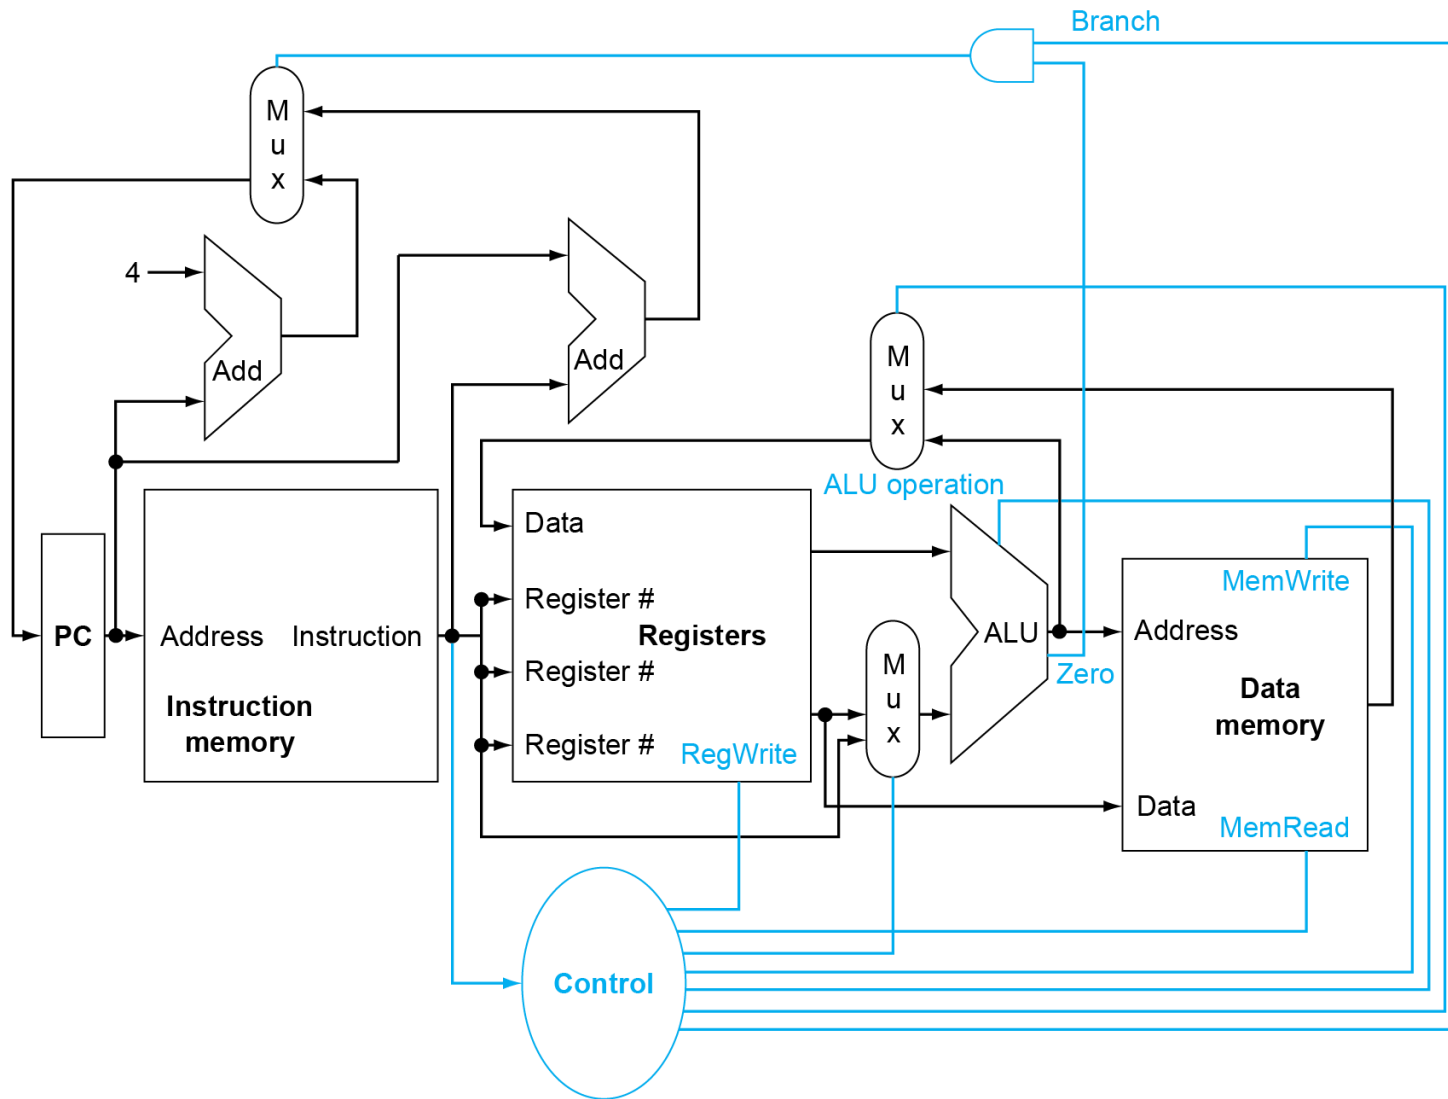 Branch
M
u
x
4
Add
Add
M
u
x
ALU operation
Data
Register #
Registers
Register #
Register #
RegWrite
PC
Address
Instruction
Instruction
memory
M
u
x
ALU
Zero
MemWrite
Address
Data
memory
Data
MemRead
Control